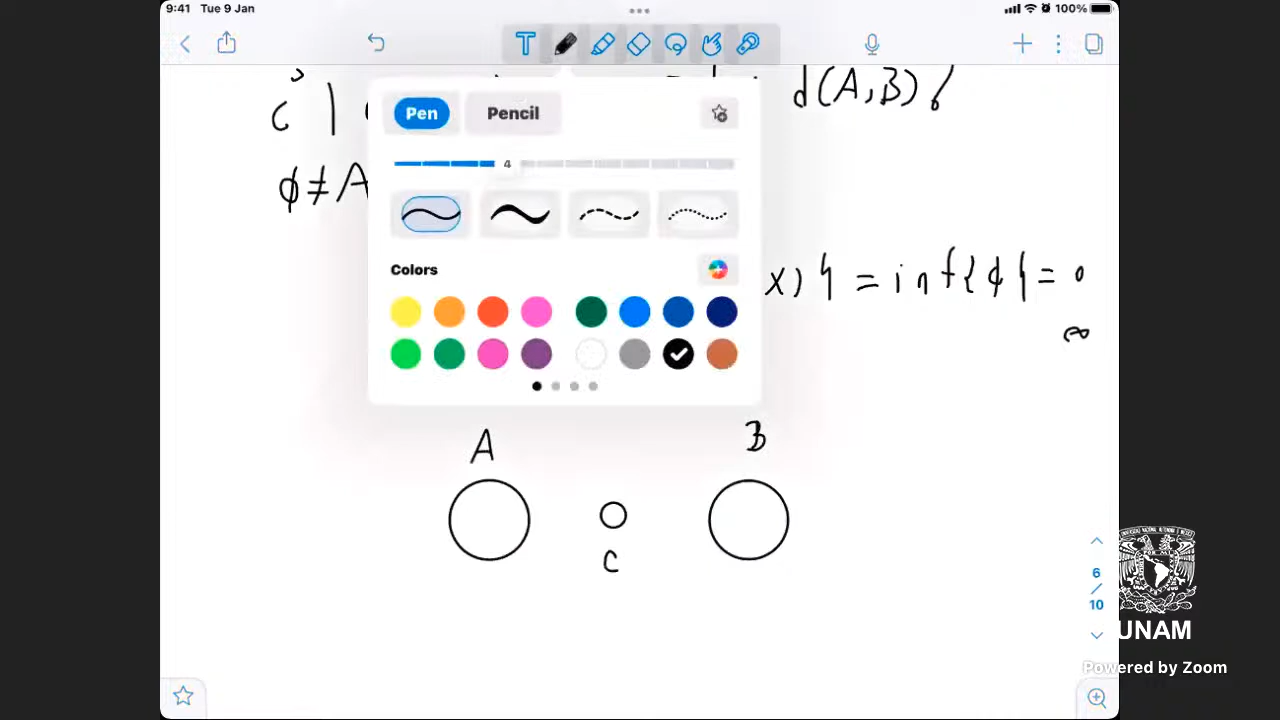 9:41 Tue 9 Jan 100%
T
d(A,B)
c |
Pen Pencil
4
ϕ≠A
Colors
x)} = inf{ϕ} = 0
∞
A B
C
6
/
10
UNAM
Powered by Zoom